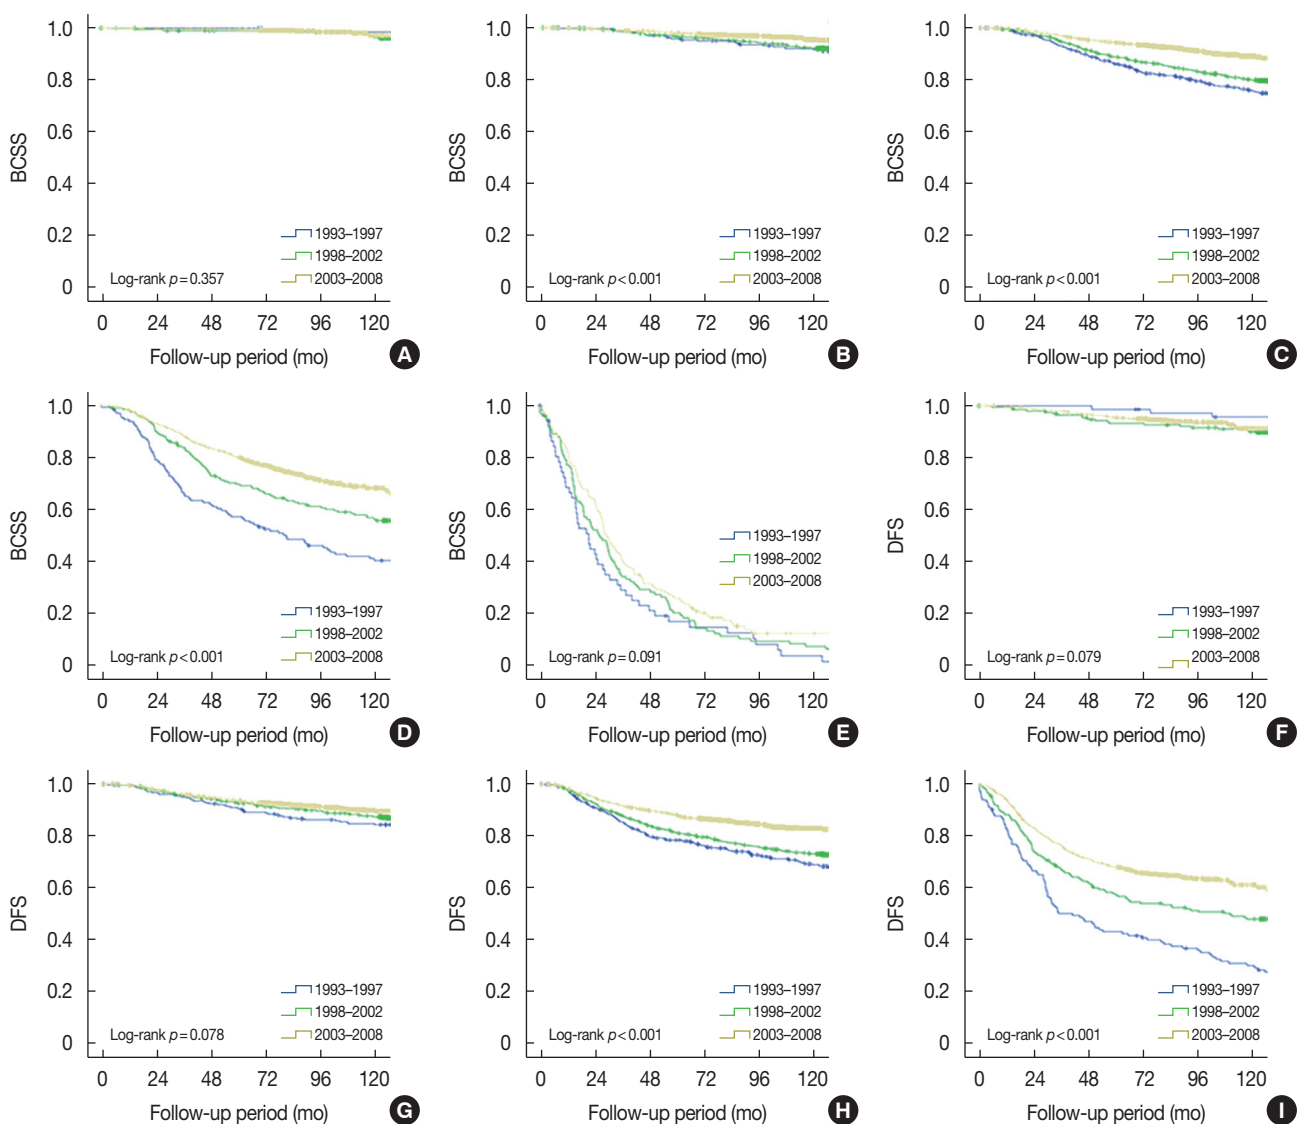 1.0
0.8
0.6
0.4
0.2
0
BCSS
1993–1997
1998–2002
2003–2008
Log-rank p=0.357
0 24 48 72 96 120
Follow-up period (mo)
A
1.0
0.8
0.6
0.4
0.2
0
BCSS
1993–1997
1998–2002
2003–2008
Log-rank p<0.001
0 24 48 72 96 120
Follow-up period (mo)
B
1.0
0.8
0.6
0.4
0.2
0
BCSS
1993–1997
1998–2002
2003–2008
Log-rank p<0.001
0 24 48 72 96 120
Follow-up period (mo)
C
1.0
0.8
0.6
0.4
0.2
0
BCSS
1993–1997
1998–2002
2003–2008
Log-rank p<0.001
0 24 48 72 96 120
Follow-up period (mo)
D
1.0
0.8
0.6
0.4
0.2
0
BCSS
1993–1997
1998–2002
2003–2008
Log-rank p=0.091
0 24 48 72 96 120
Follow-up period (mo)
E
1.0
0.8
0.6
0.4
0.2
0
DFS
1993–1997
1998–2002
2003–2008
Log-rank p=0.079
0 24 48 72 96 120
Follow-up period (mo)
F
1.0
0.8
0.6
0.4
0.2
0
DFS
1993–1997
1998–2002
2003–2008
Log-rank p=0.078
0 24 48 72 96 120
Follow-up period (mo)
G
1.0
0.8
0.6
0.4
0.2
0
DFS
1993–1997
1998–2002
2003–2008
Log-rank p<0.001
0 24 48 72 96 120
Follow-up period (mo)
H
1.0
0.8
0.6
0.4
0.2
0
DFS
1993–1997
1998–2002
2003–2008
Log-rank p<0.001
0 24 48 72 96 120
Follow-up period (mo)
I